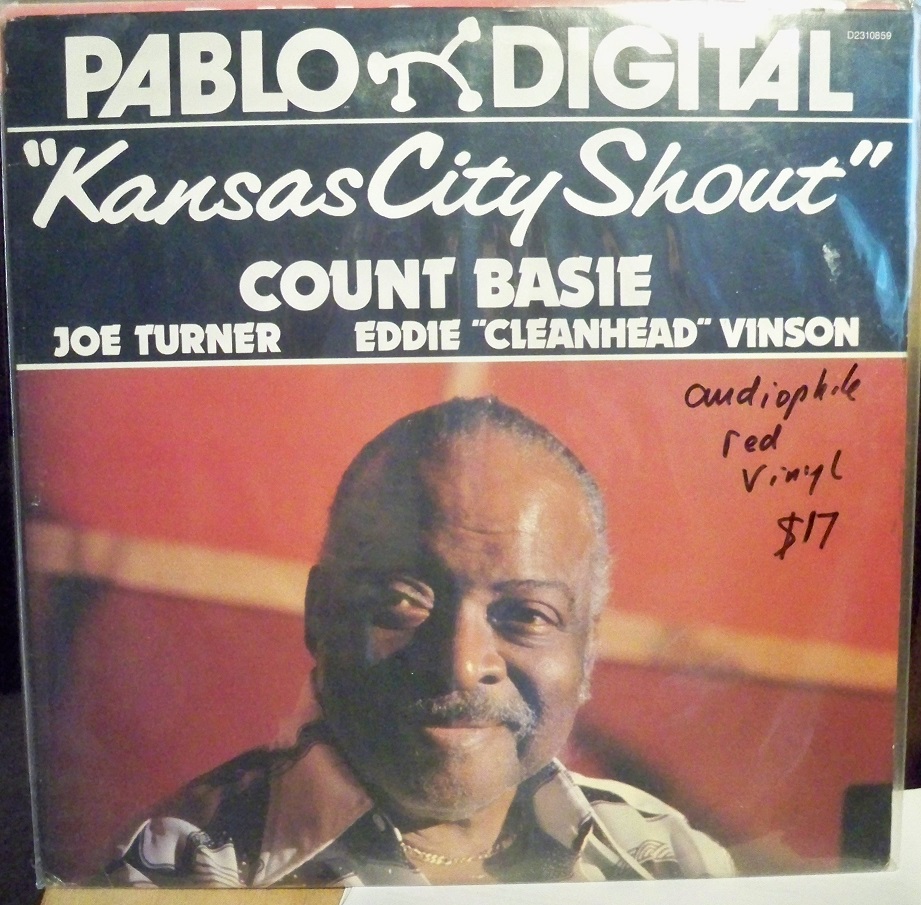 D2310859
PABLO DIGITAL
"Kansas City Shout"
COUNT BASIE
JOE TURNER EDDIE "CLEANHEAD" VINSON
audiophile
red
vinyl
$17